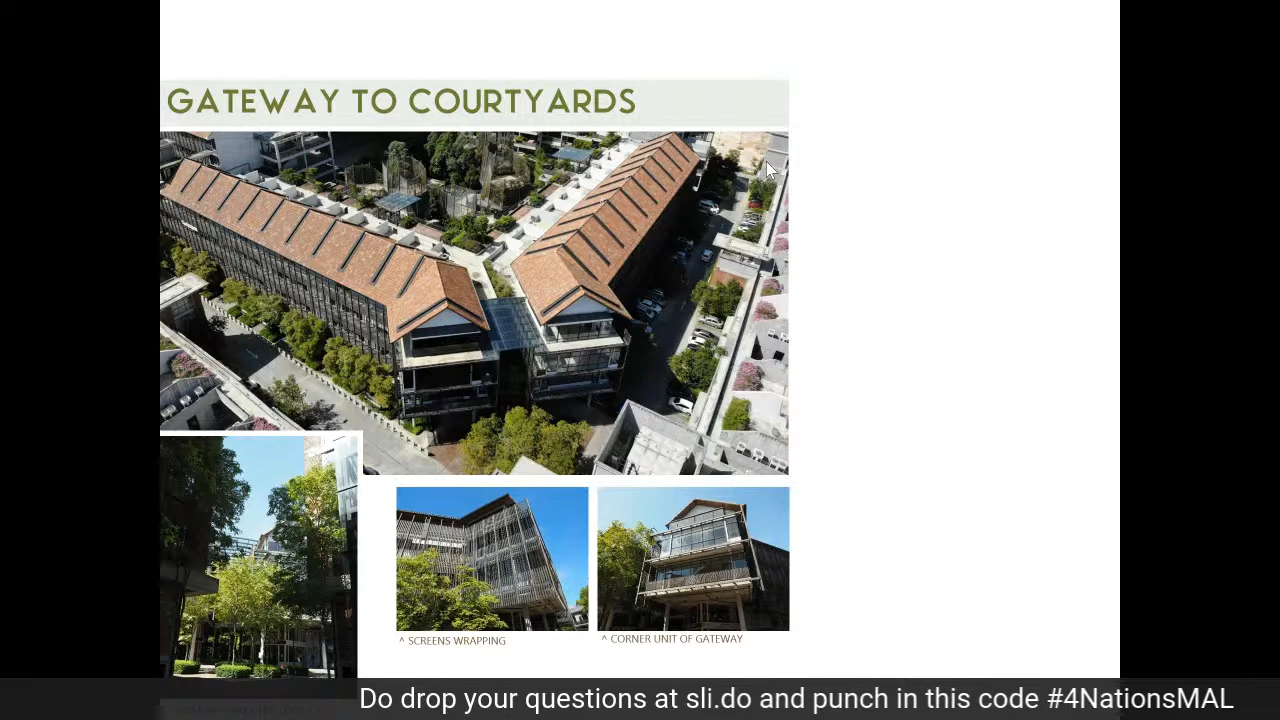 GATEWAY TO COURTYARDS
^ SCREENS WRAPPING
^ CORNER UNIT OF GATEWAY
Do drop your questions at sli.do and punch in this code #4NationsMAL